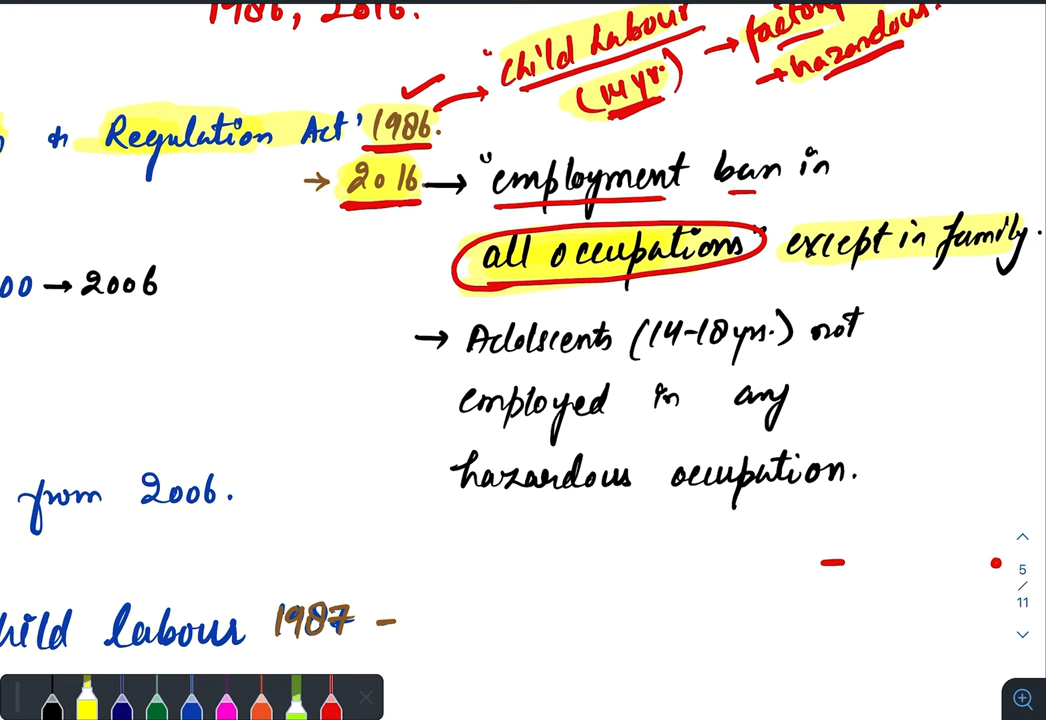 1986, 2016.
"Child Labour → factory
(14yr.) → hazardous.
n & Regulation Act' 1986.
→ 2016 → "employment ban in
all occupations" except in family.
00 → 2006
→ Adolscents (14-18yrs.) not
employed in any
hazardous occupation.
from 2006.
hild labour 1987 -
5
/
11